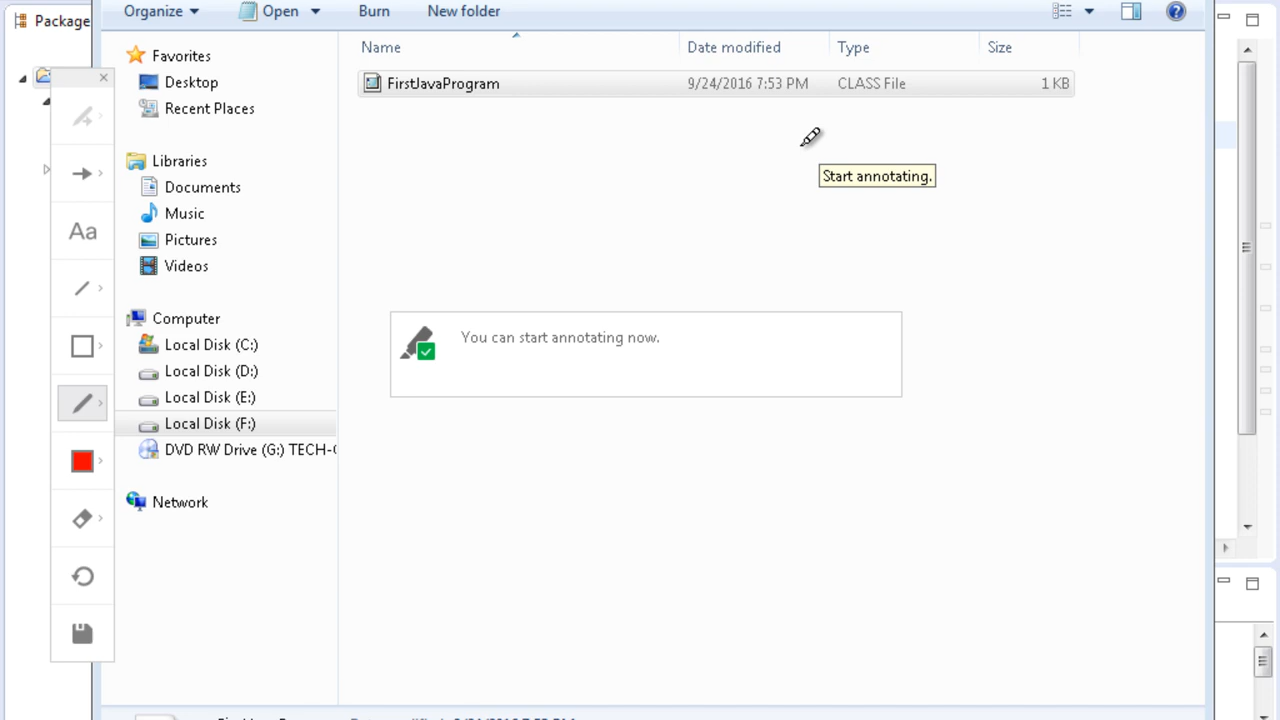 Organize Open Burn New folder
Package
Name Date modified Type Size
Favorites
FirstJavaProgram 9/24/2016 7:53 PM CLASS File 1 KB
Desktop
Recent Places
Start annotating.
Libraries
Documents
Music
Aa
Pictures
Videos
Computer
You can start annotating now.
Local Disk (C:)
Local Disk (D:)
Local Disk (E:)
Local Disk (F:)
DVD RW Drive (G:) TECH-
Network